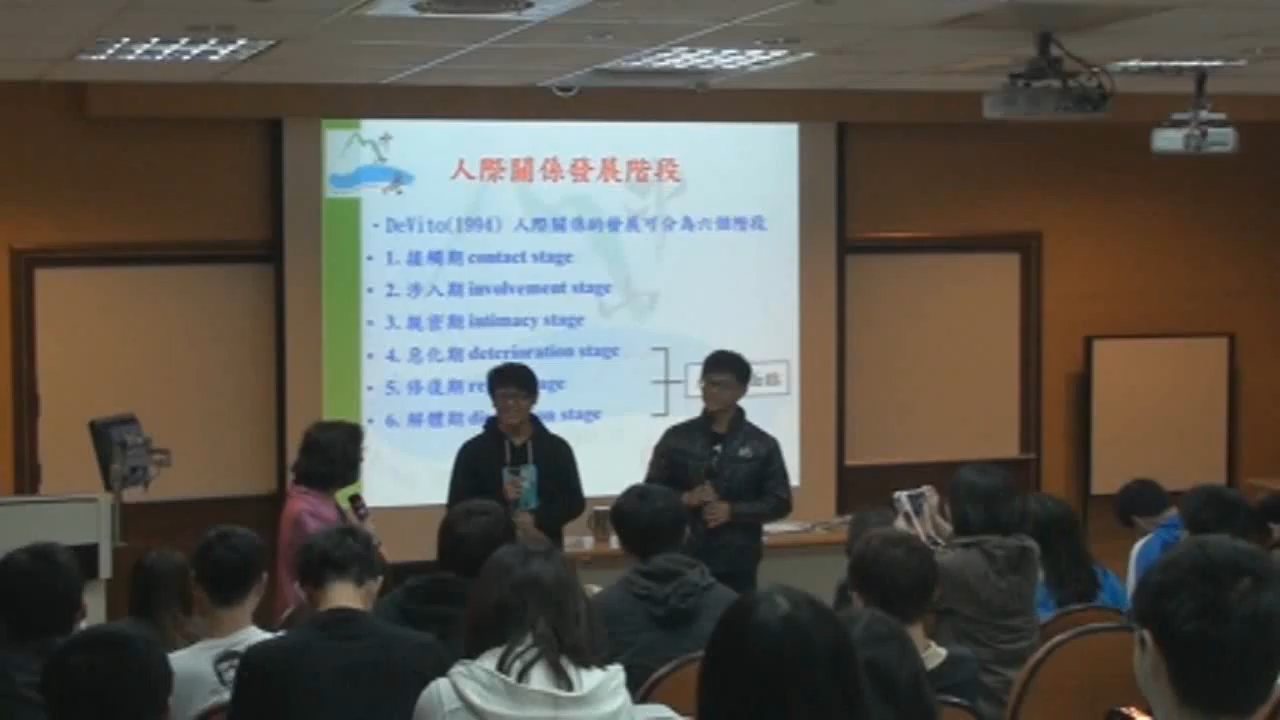 人際關係發展階段
•DeVito(1994) 人際關係的發展可分為六個階段
• 1. 接觸期 contact stage
• 2. 涉入期 involvement stage
• 3. 親密期 intimacy stage
• 4. 惡化期 deterioration stage
• 5. 修復期
• 6. 解體期 stage